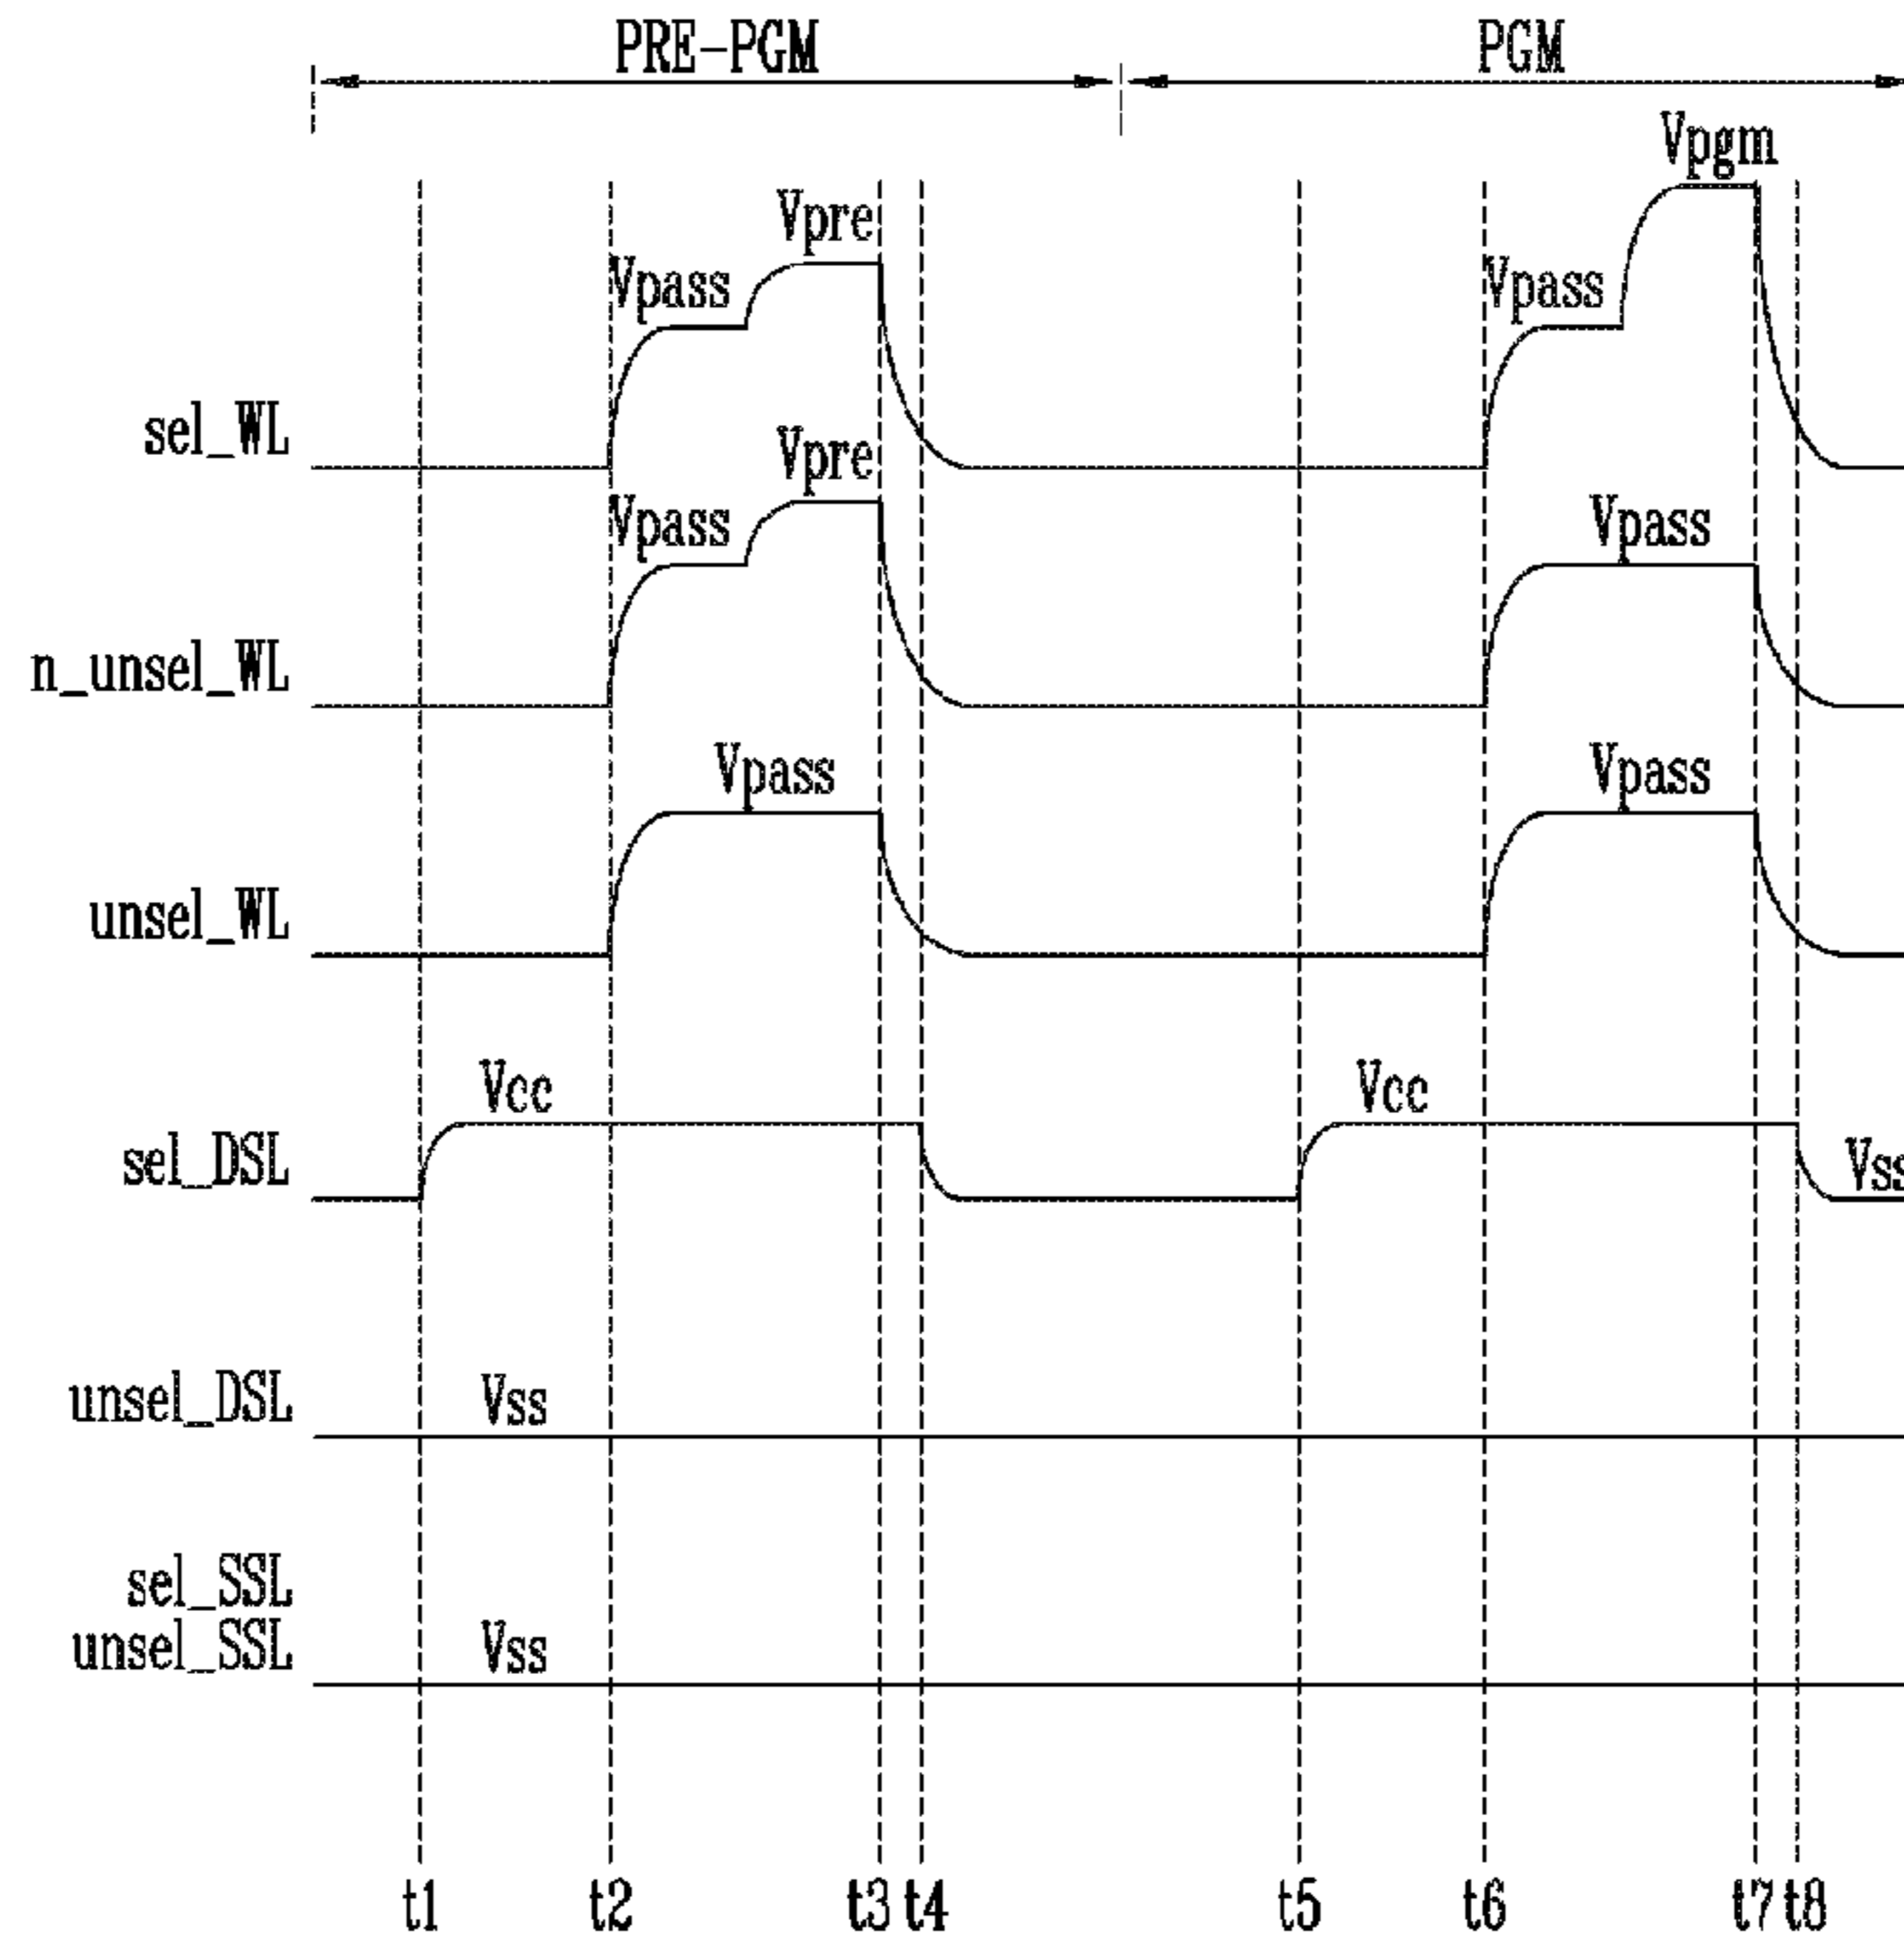 PRE-PGM PGM
Vpgm
Vpre
Vpass Vpass
sel_WL
Vpre
Vpass Vpass
n_unsel_WL
Vpass Vpass
unsel_WL
Vcc Vcc
sel_DSL Vss
unsel_DSL Vss
sel_SSL
unsel_SSL Vss
t1 t2 t3 t4 t5 t6 t7 t8